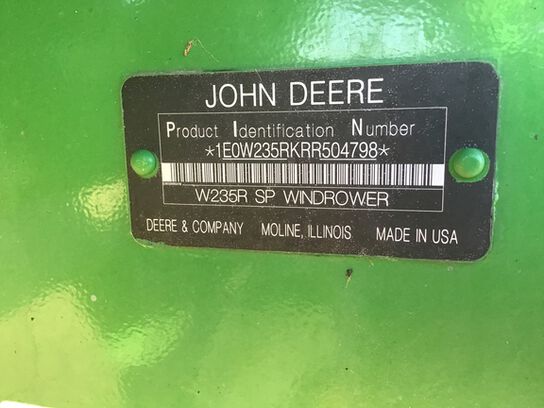 JOHN DEERE
Product Identification Number
*1E0W235RKRR504798*
W235R SP WINDROWER
DEERE & COMPANY MOLINE, ILLINOIS MADE IN USA